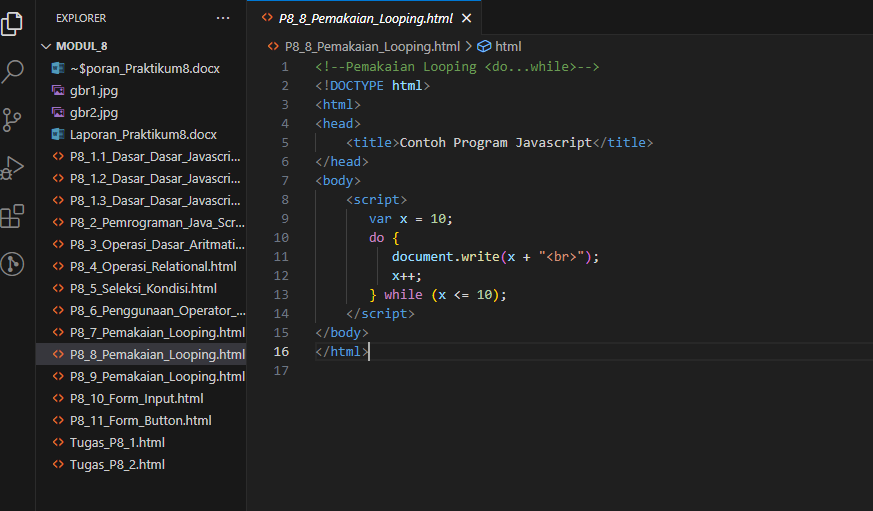 EXPLORER
MODUL_8
~$poran_Praktikum8.docx
gbr1.jpg
gbr2.jpg
Laporan_Praktikum8.docx
P8_1.1_Dasar_Dasar_Javascri...
P8_1.2_Dasar_Dasar_Javascri...
P8_1.3_Dasar_Dasar_Javascri...
P8_2_Pemrograman_Java_Scr...
P8_3_Operasi_Dasar_Aritmati...
P8_4_Operasi_Relational.html
P8_5_Seleksi_Kondisi.html
P8_6_Penggunaan_Operator_...
P8_7_Pemakaian_Looping.html
P8_8_Pemakaian_Looping.html
P8_9_Pemakaian_Looping.html
P8_10_Form_Input.html
P8_11_Form_Button.html
Tugas_P8_1.html
Tugas_P8_2.html
P8_8_Pemakaian_Looping.html
P8_8_Pemakaian_Looping.html > html
1 <!--Pemakaian Looping <do...while>-->
2 <!DOCTYPE html>
3 <html>
4 <head>
5     <title>Contoh Program Javascript</title>
6 </head>
7 <body>
8     <script>
9        var x = 10;
10        do {
11           document.write(x + "<br>");
12           x++;
13        } while (x <= 10);
14     </script>
15 </body>
16 </html>
17